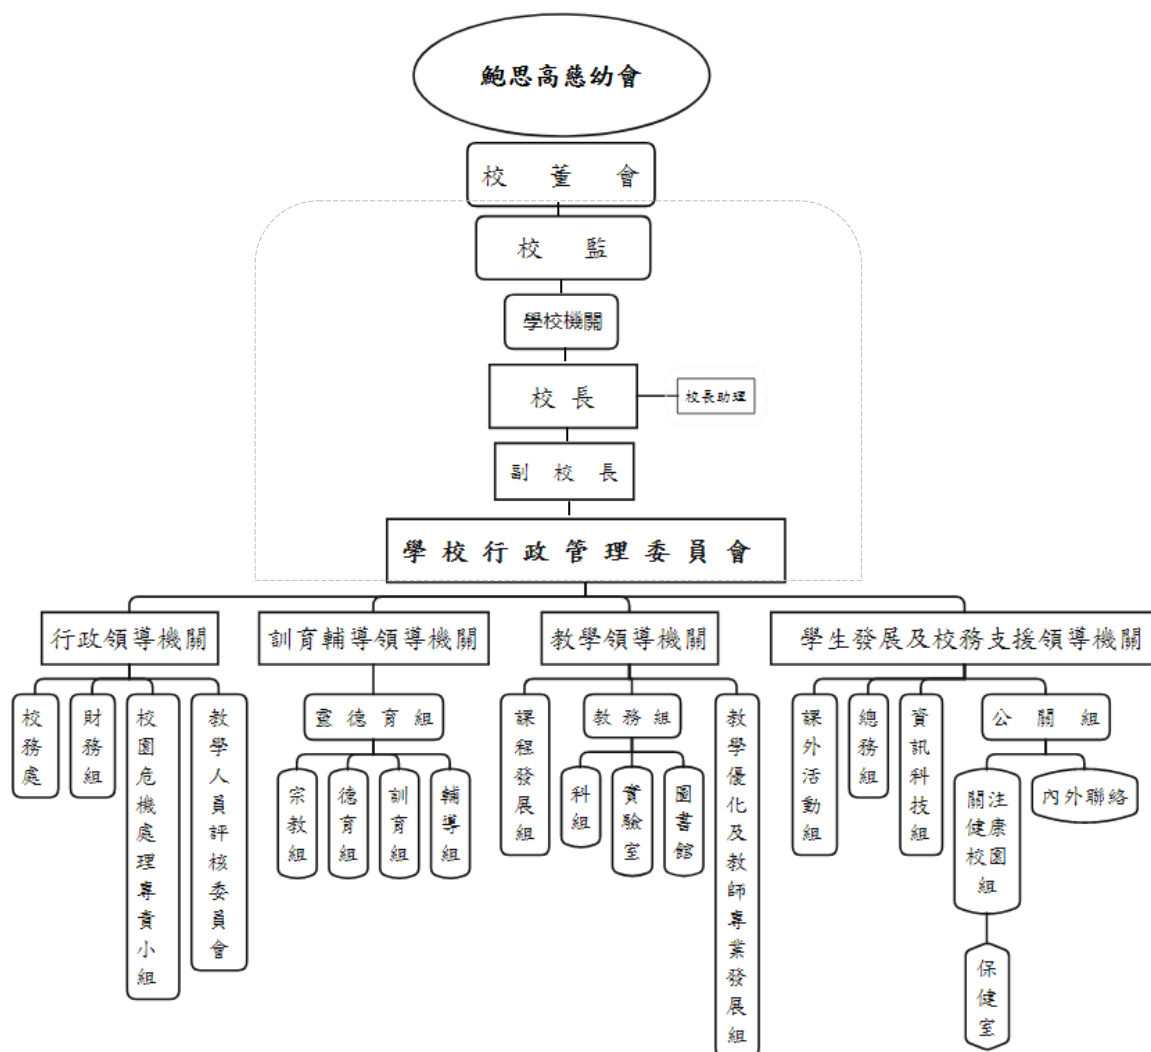 鮑思高慈幼會
校董會
校監
學校機關
校長
校長助理
副校長
學校行政管理委員會
行政領導機關
訓育輔導領導機關
教學領導機關
學生發展及校務支援領導機關
校務處
財務組
校園危機處理專責小組
教學人員評核委員會
靈德育組
宗教組
德育組
訓育組
輔導組
課程發展組
教務組
科組
實驗室
圖書館
教學優化及教師專業發展組
課外活動組
總務組
資訊科技組
公關組
關注健康校園組
內外聯絡
保健室